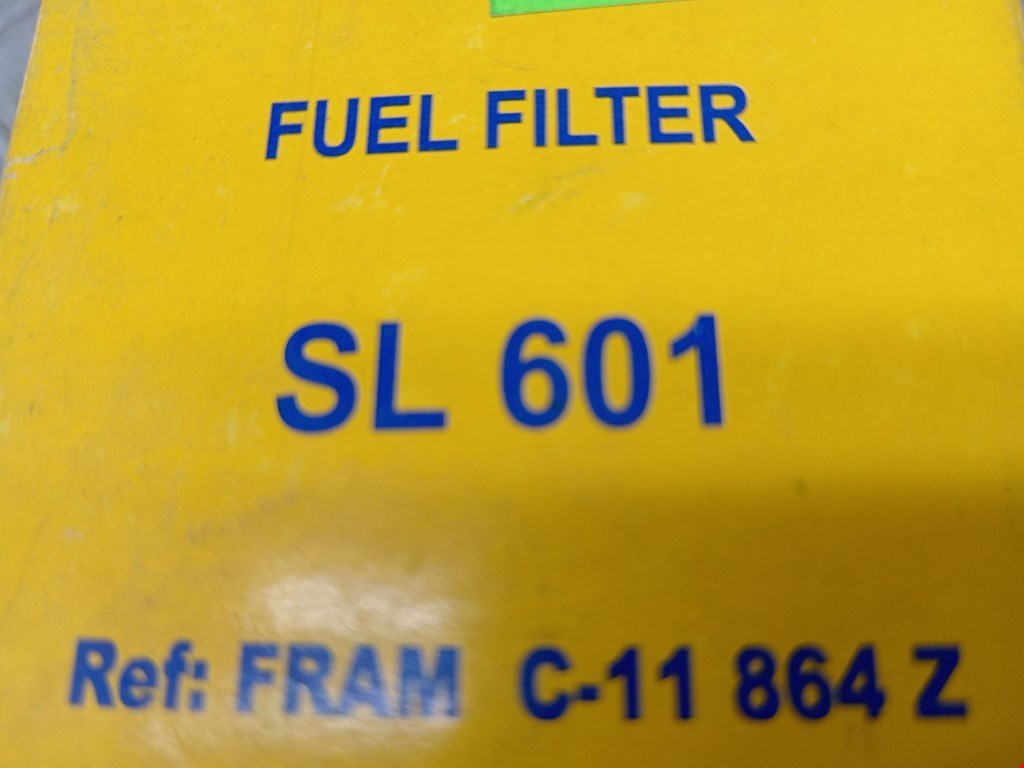 FUEL FILTER
SL 601
Ref: FRAM C-11 864 Z